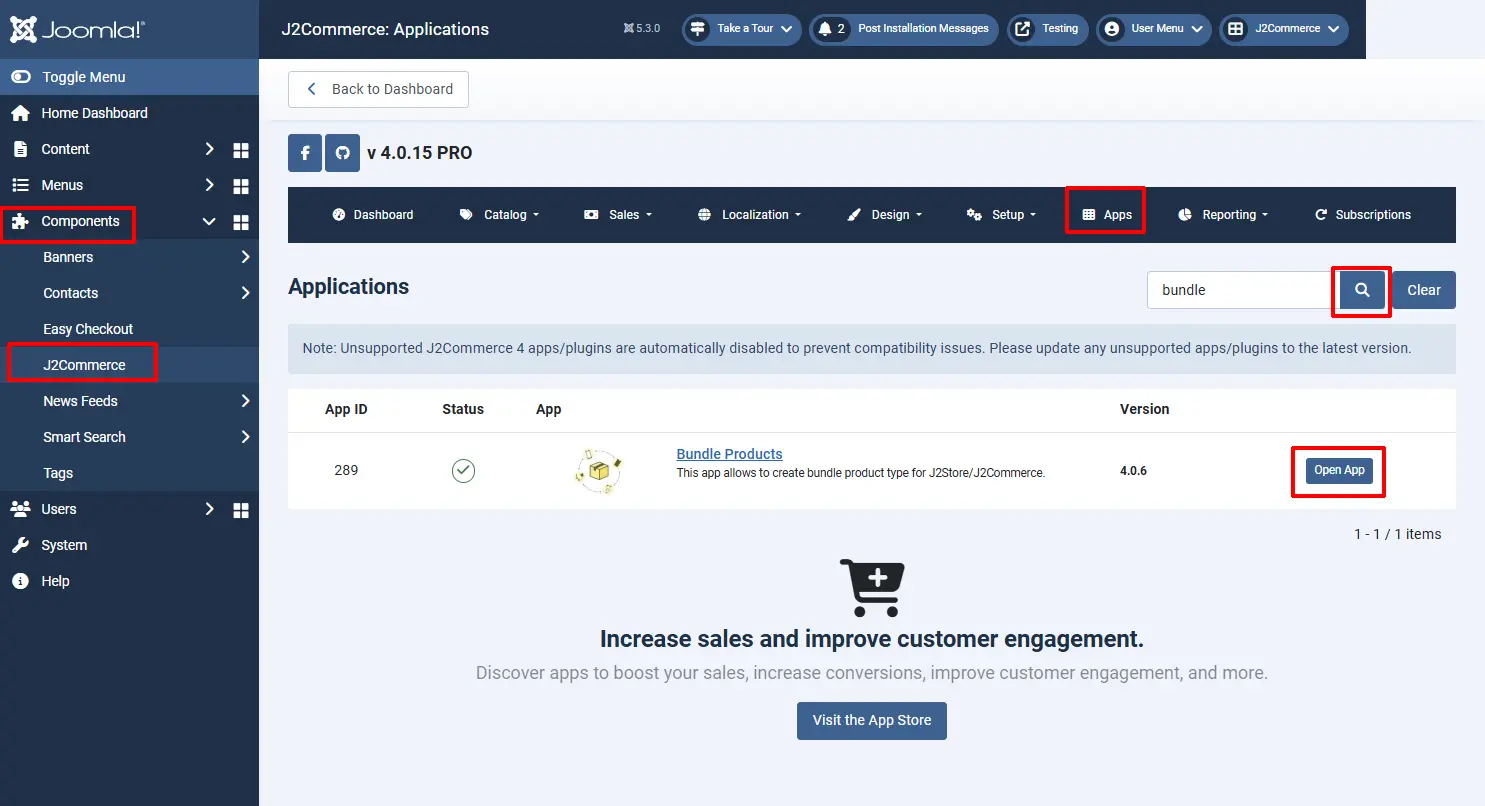 Joomla!®
J2Commerce: Applications
5.3.0
Take a Tour
2
Post Installation Messages
Testing
User Menu
J2Commerce
Toggle Menu
Home Dashboard
Content
Menus
Components
Banners
Contacts
Easy Checkout
J2Commerce
News Feeds
Smart Search
Tags
Users
System
Help
Back to Dashboard
v 4.0.15 PRO
Dashboard
Catalog
Sales
Localization
Design
Setup
Apps
Reporting
Subscriptions
Applications
bundle
Clear
Note: Unsupported J2Commerce 4 apps/plugins are automatically disabled to prevent compatibility issues. Please update any unsupported apps/plugins to the latest version.
App ID
Status
App
Version
289
Bundle Products
This app allows to create bundle product type for J2Store/J2Commerce.
4.0.6
Open App
1 - 1 / 1 items
Increase sales and improve customer engagement.
Discover apps to boost your sales, increase conversions, improve customer engagement, and more.
Visit the App Store